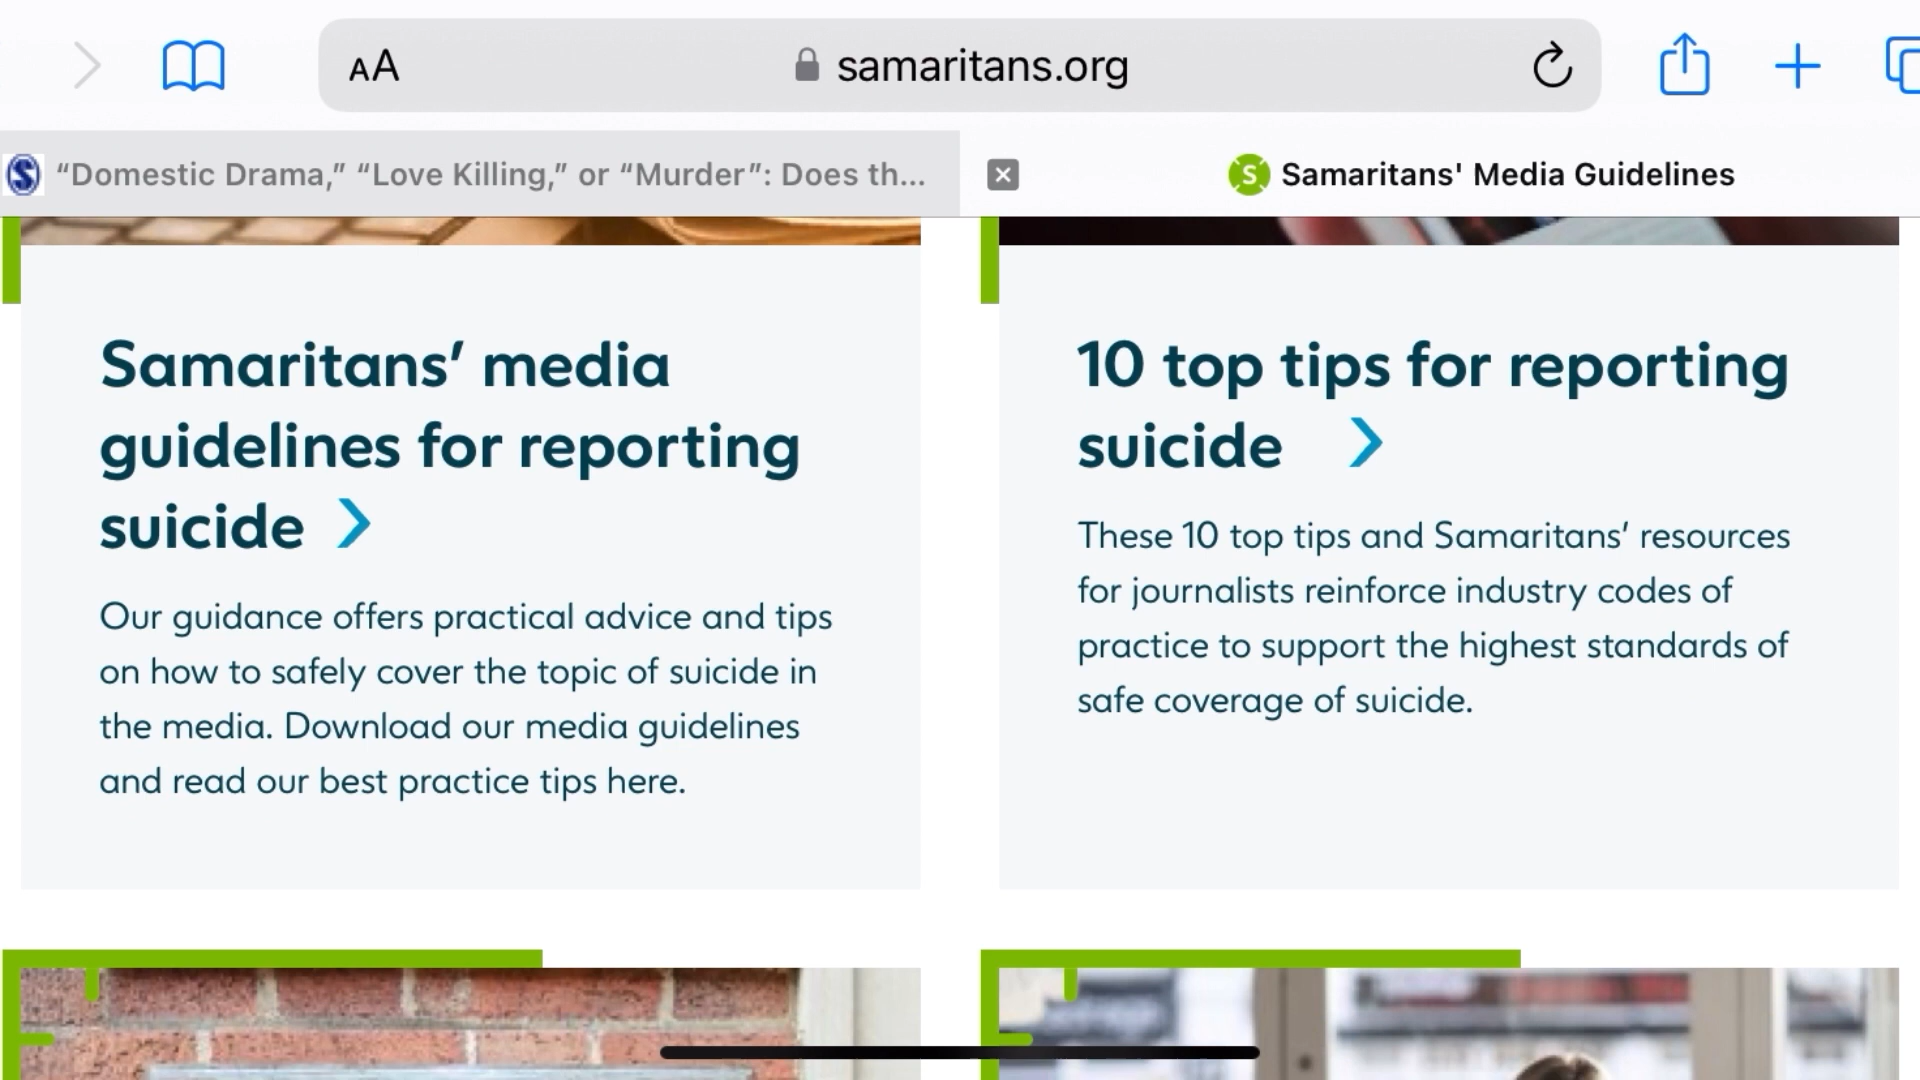 AA
samaritans.org
“Domestic Drama,” “Love Killing,” or “Murder”: Does th...
S Samaritans' Media Guidelines
Samaritans’ media
guidelines for reporting
suicide
Our guidance offers practical advice and tips
on how to safely cover the topic of suicide in
the media. Download our media guidelines
and read our best practice tips here.
10 top tips for reporting
suicide
These 10 top tips and Samaritans’ resources
for journalists reinforce industry codes of
practice to support the highest standards of
safe coverage of suicide.